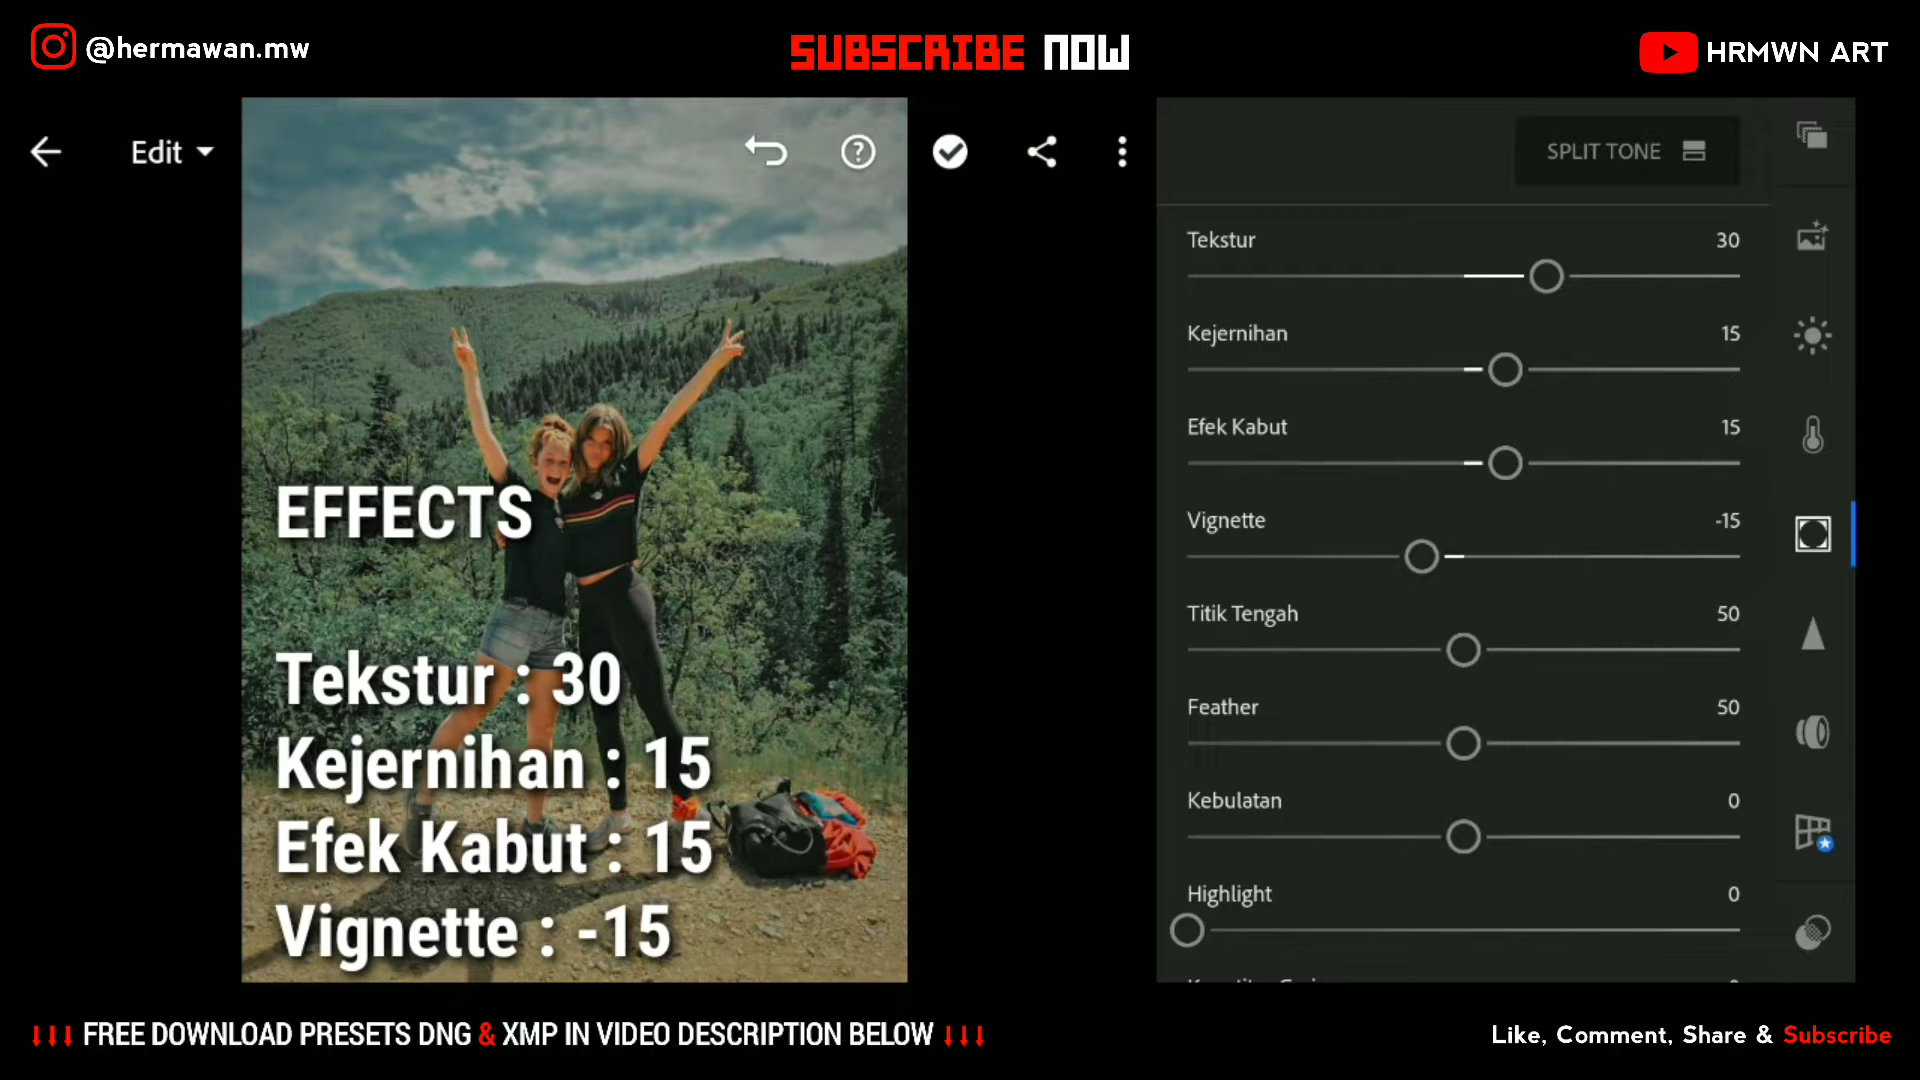 @hermawan.mw
SUBSCRIBE NOW
HRMWN ART
Edit
SPLIT TONE
Tekstur 30
Kejernihan 15
Efek Kabut 15
Vignette -15
Titik Tengah 50
Feather 50
Kebulatan 0
Highlight 0
EFFECTS
Tekstur : 30
Kejernihan : 15
Efek Kabut : 15
Vignette : -15
↓↓↓ FREE DOWNLOAD PRESETS DNG & XMP IN VIDEO DESCRIPTION BELOW ↓↓↓
Like, Comment, Share & Subscribe